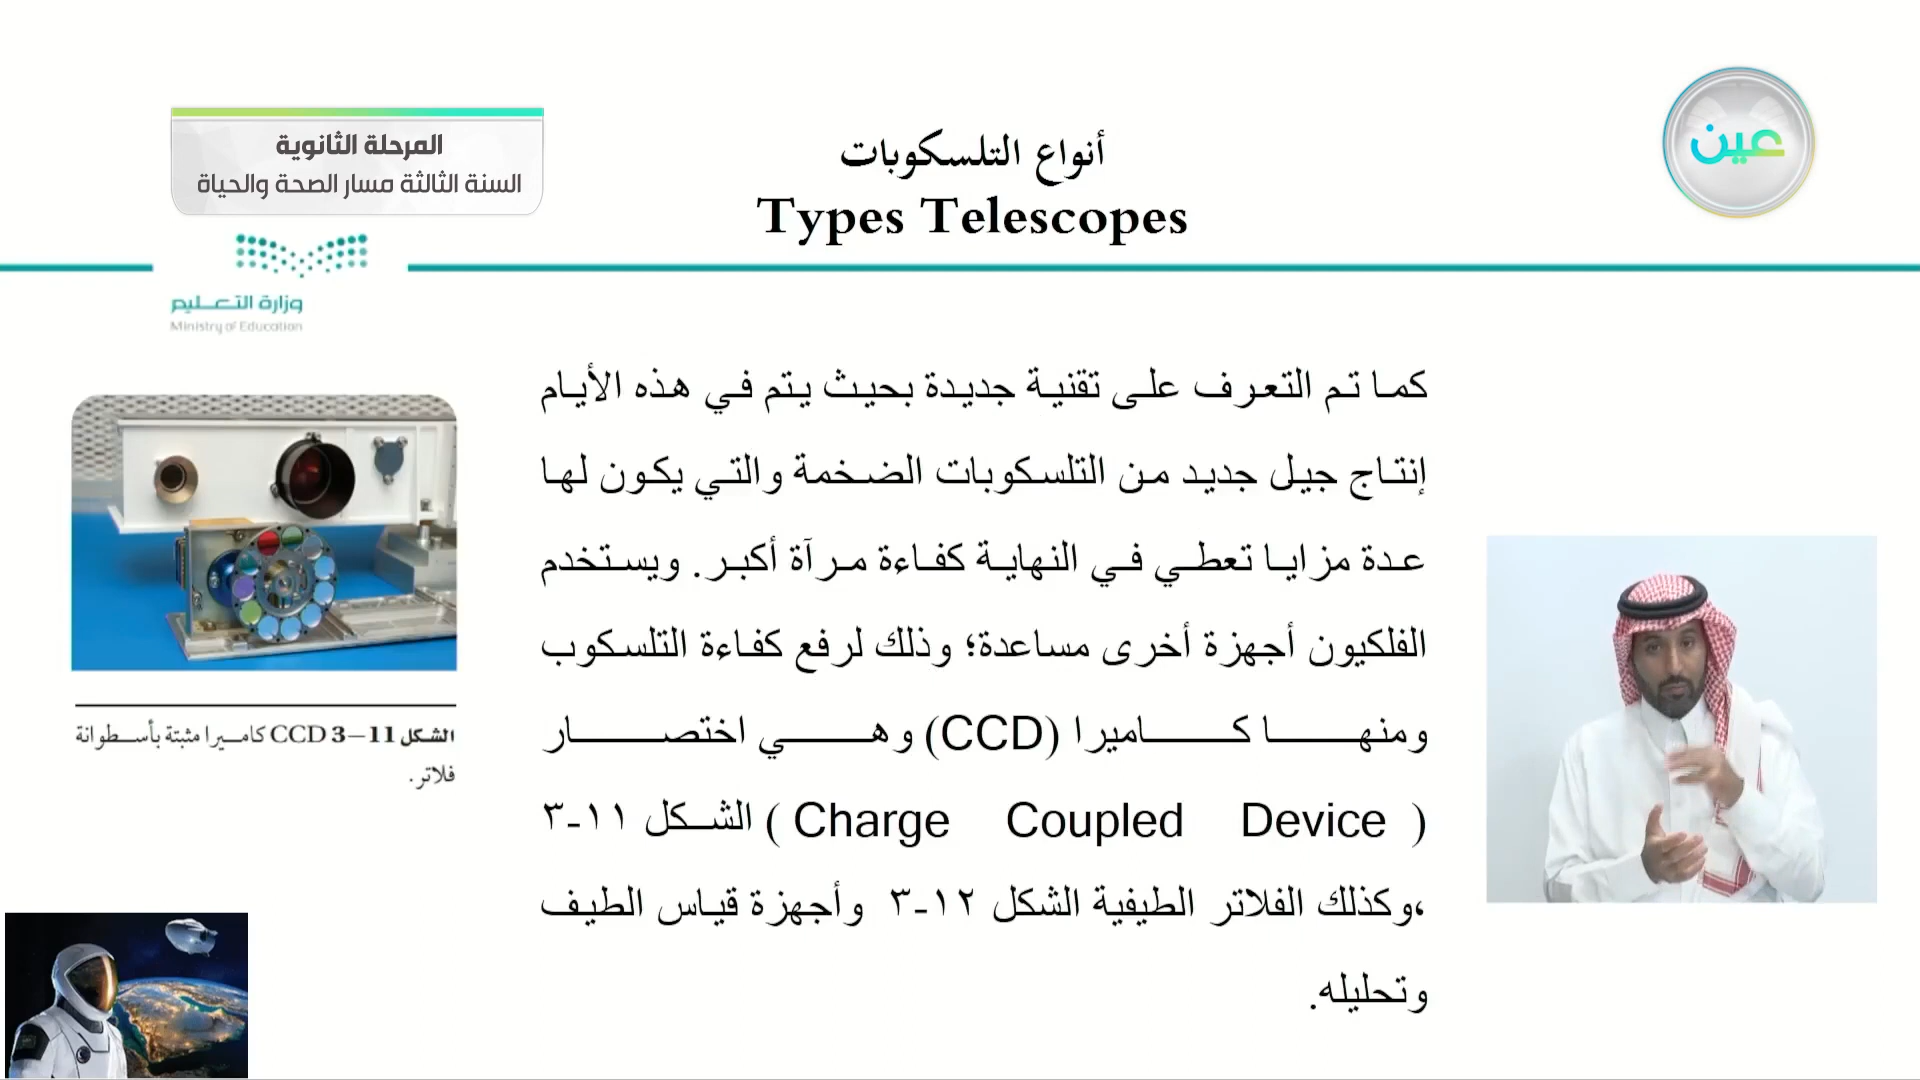 عين
المرحلة الثانوية
السنة الثالثة مسار الصحة والحياة
أنواع التلسكوبات
Types Telescopes
وزارة التعـــليم
Ministry of Education
كما تم التعرف على تقنية جديدة بحيث يتم في هذه الأيام
إنتاج جيل جديد من التلسكوبات الضخمة والتي يكون لها
عدة مزايا تعطي في النهاية كفاءة مرآة أكبر. ويستخدم
الفلكيون أجهزة أخرى مساعدة؛ وذلك لرفع كفاءة التلسكوب
ومنها كاميرا (CCD) وهي اختصار
( Charge Coupled Device ) الشكل ١١-٣
،وكذلك الفلاتر الطيفية الشكل ١٢-٣ وأجهزة قياس الطيف
وتحليله.
الشكل 11–3 CCD كاميرا مثبتة بأسطوانة
فلاتر.